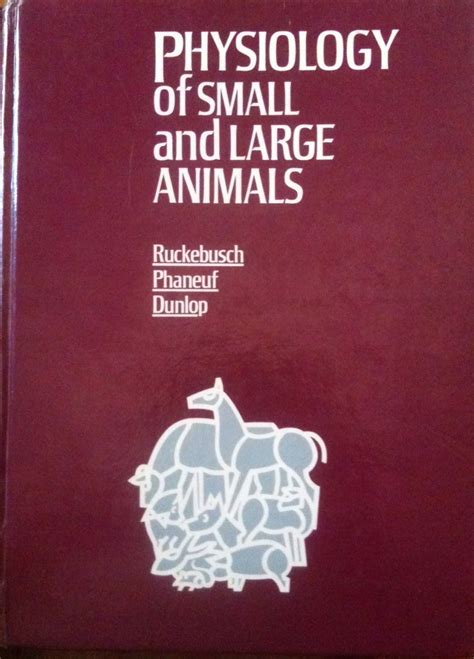 PHYSIOLOGY
of SMALL
and LARGE
ANIMALS
Ruckebusch
Phaneuf
Dunlop